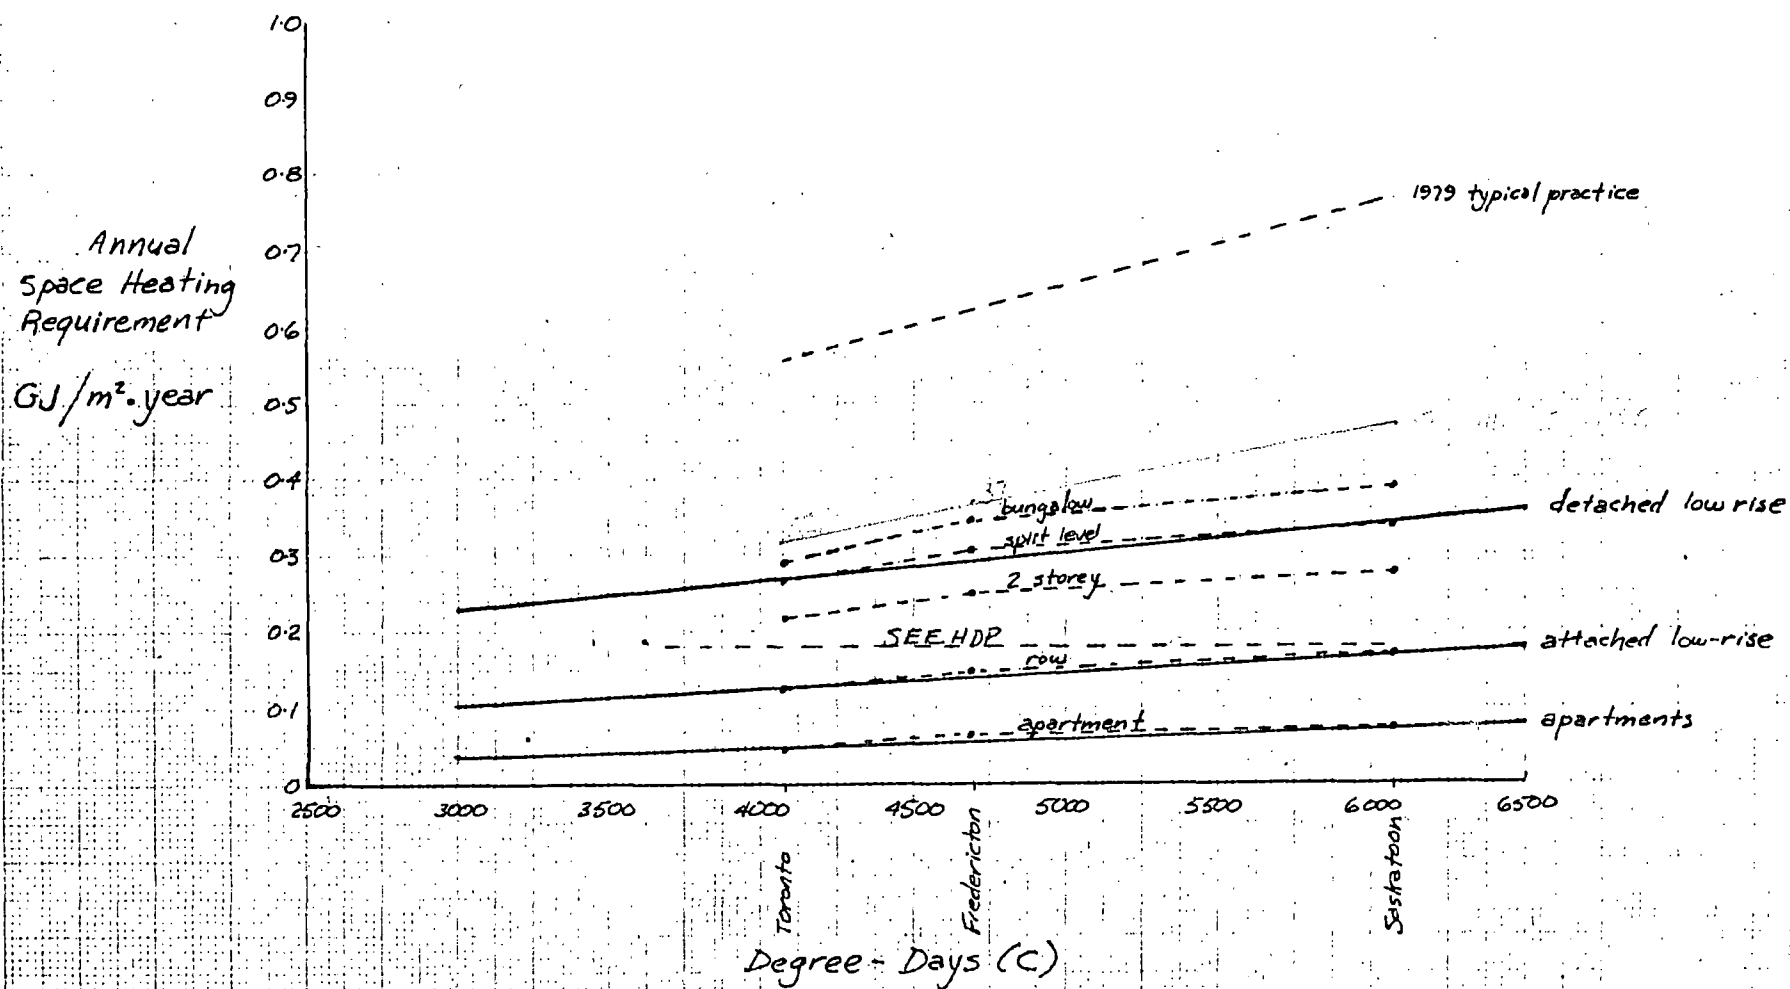 1.0
0.9
0.8
1979 typical practice
Annual
Space Heating
Requirement
GJ/m².year
0.7
0.6
0.5
0.4
bungalow
detached low rise
0.3
split level
2 storey
0.2
SEEHDP
attached low-rise
row
0.1
apartment
apartments
0
2500 3000 3500 4000 4500 5000 5500 6000 6500
Toronto
Fredericton
Saskatoon
Degree - Days (C)